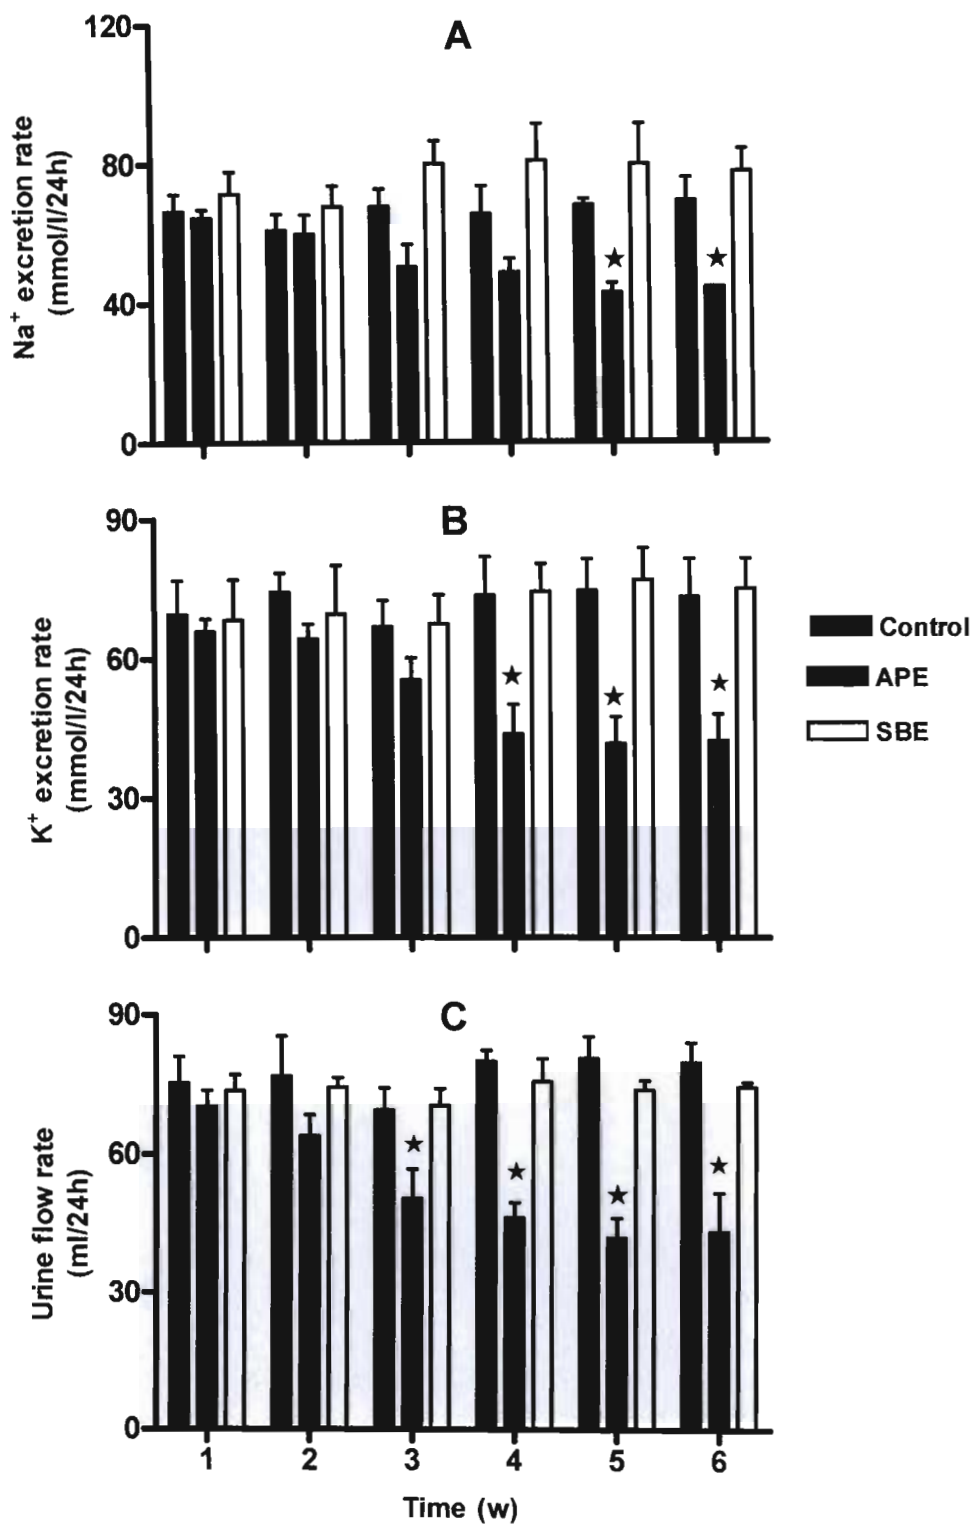 A
120
80
40
0
Na⁺ excretion rate
(mmol/l/24h)
★
★
B
90
60
30
0
K⁺ excretion rate
(mmol/l/24h)
★
★
★
Control
APE
SBE
C
90
60
30
0
Urine flow rate
(ml/24h)
★
★
★
★
1 2 3 4 5 6
Time (w)